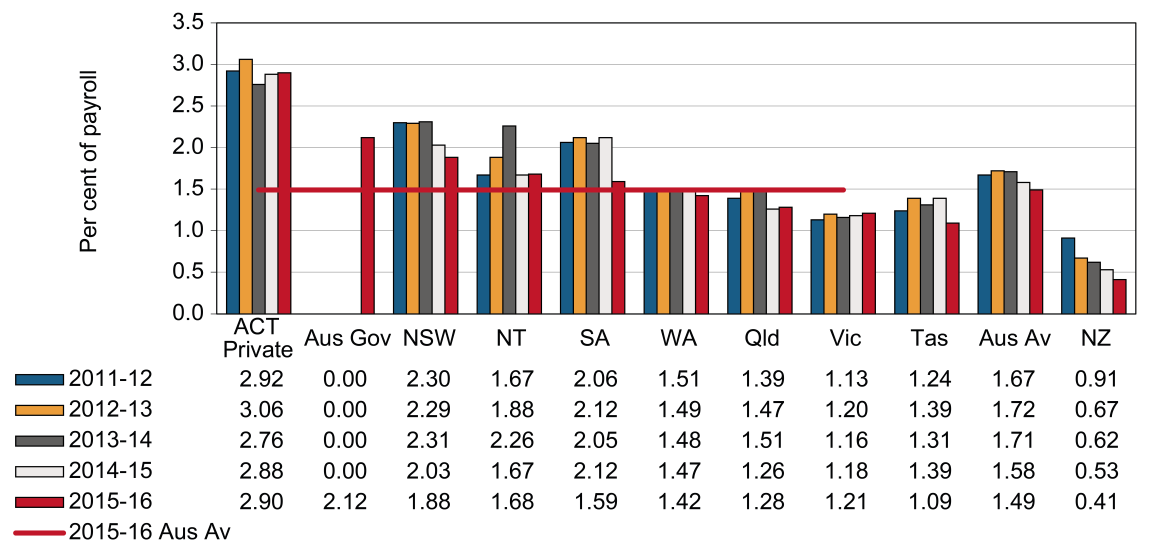 3.5
3.0
2.5
2.0
1.5
1.0
0.5
0.0
Per cent of payroll
ACT Private Aus Gov NSW NT SA WA Qld Vic Tas Aus Av NZ
2011-12 2.92 0.00 2.30 1.67 2.06 1.51 1.39 1.13 1.24 1.67 0.91
2012-13 3.06 0.00 2.29 1.88 2.12 1.49 1.47 1.20 1.39 1.72 0.67
2013-14 2.76 0.00 2.31 2.26 2.05 1.48 1.51 1.16 1.31 1.71 0.62
2014-15 2.88 0.00 2.03 1.67 2.12 1.47 1.26 1.18 1.39 1.58 0.53
2015-16 2.90 2.12 1.88 1.68 1.59 1.42 1.28 1.21 1.09 1.49 0.41
2015-16 Aus Av